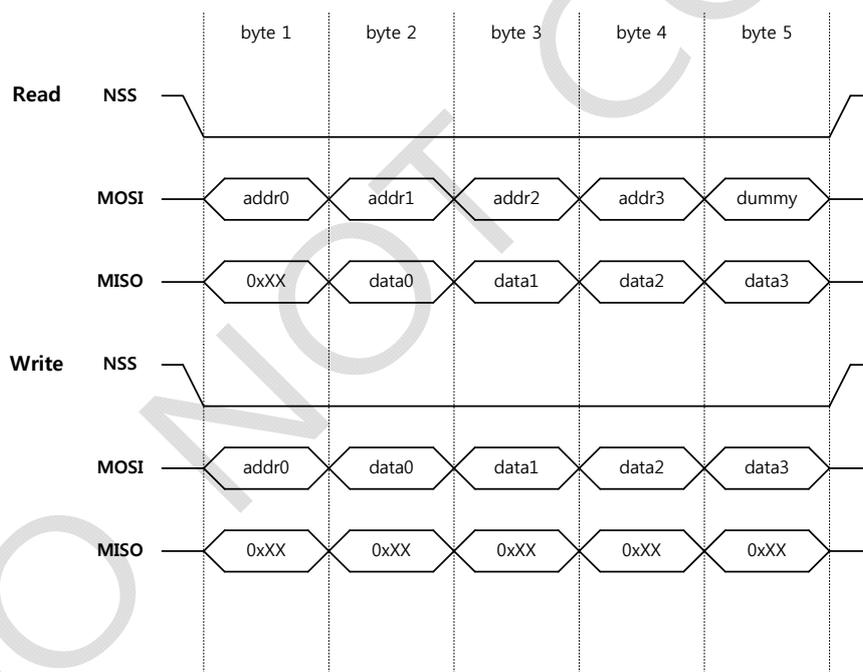 byte 1 byte 2 byte 3 byte 4 byte 5
Read NSS
MOSI addr0 addr1 addr2 addr3 dummy
MISO 0xXX data0 data1 data2 data3
Write NSS
MOSI addr0 data0 data1 data2 data3
MISO 0xXX 0xXX 0xXX 0xXX 0xXX
O NOT CO